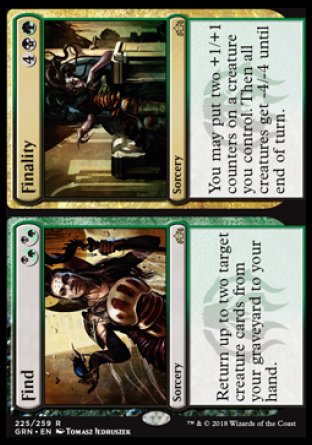 Finality
4
Sorcery
You may put two +1/+1
counters on a creature
you control. Then all
creatures get -4/-4 until
end of turn.
Find
Sorcery
Return up to two target
creature cards from
your graveyard to your
hand.
225/259 R
GRN • EN Tomasz Jedruszek
™ & © 2018 Wizards of the Coast